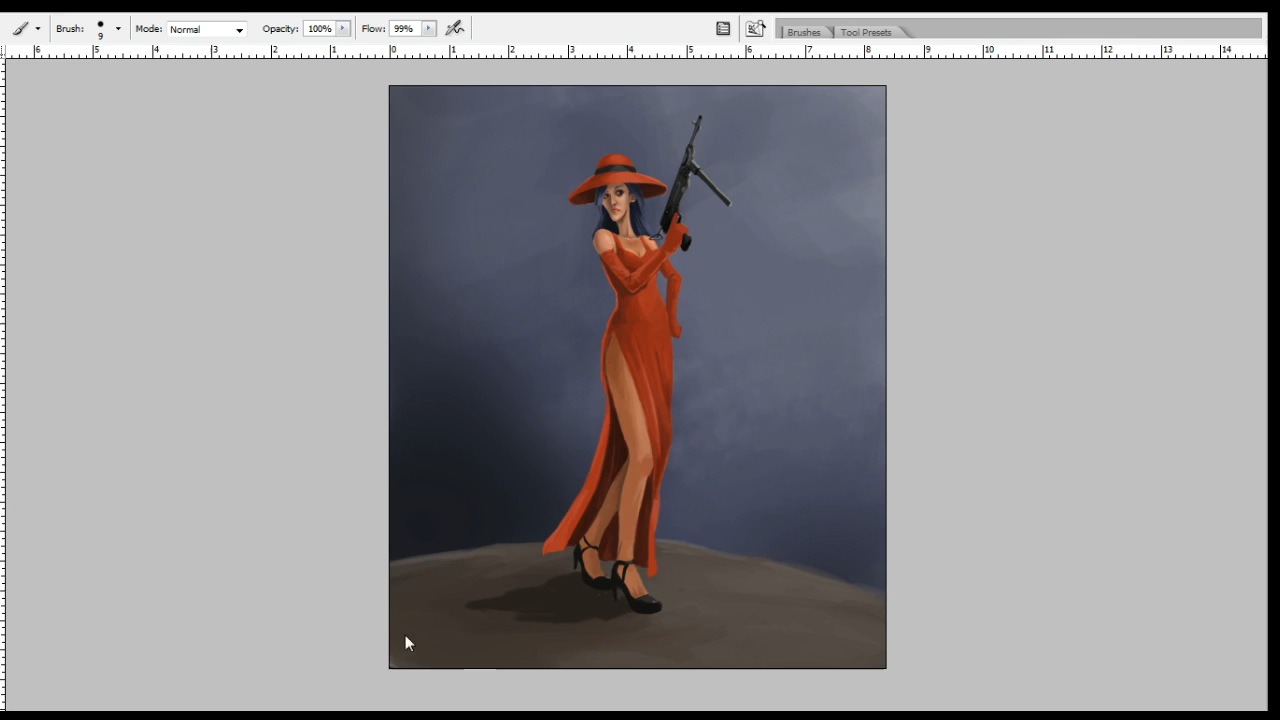 Brush: 9 Mode: Normal Opacity: 100% Flow: 99% Brushes Tool Presets
6 5 4 3 2 1 0 1 2 3 4 5 6 7 8 9 10 11 12 13 14